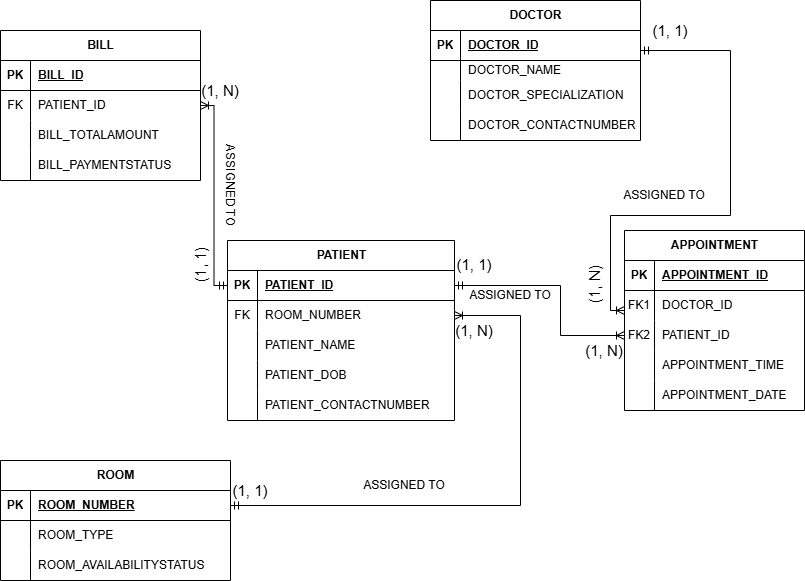 DOCTOR
PK DOCTOR_ID
DOCTOR_NAME
DOCTOR_SPECIALIZATION
DOCTOR_CONTACTNUMBER
(1, 1)
BILL
PK BILL_ID
FK PATIENT_ID
BILL_TOTALAMOUNT
BILL_PAYMENTSTATUS
(1, N)
ASSIGNED TO
(1, 1)
ASSIGNED TO
(1, N)
PATIENT
PK PATIENT_ID
FK ROOM_NUMBER
PATIENT_NAME
PATIENT_DOB
PATIENT_CONTACTNUMBER
(1, 1)
ASSIGNED TO
(1, N)
(1, N)
APPOINTMENT
PK APPOINTMENT_ID
FK1 DOCTOR_ID
FK2 PATIENT_ID
APPOINTMENT_TIME
APPOINTMENT_DATE
ROOM
PK ROOM_NUMBER
ROOM_TYPE
ROOM_AVAILABILITYSTATUS
(1, 1)
ASSIGNED TO